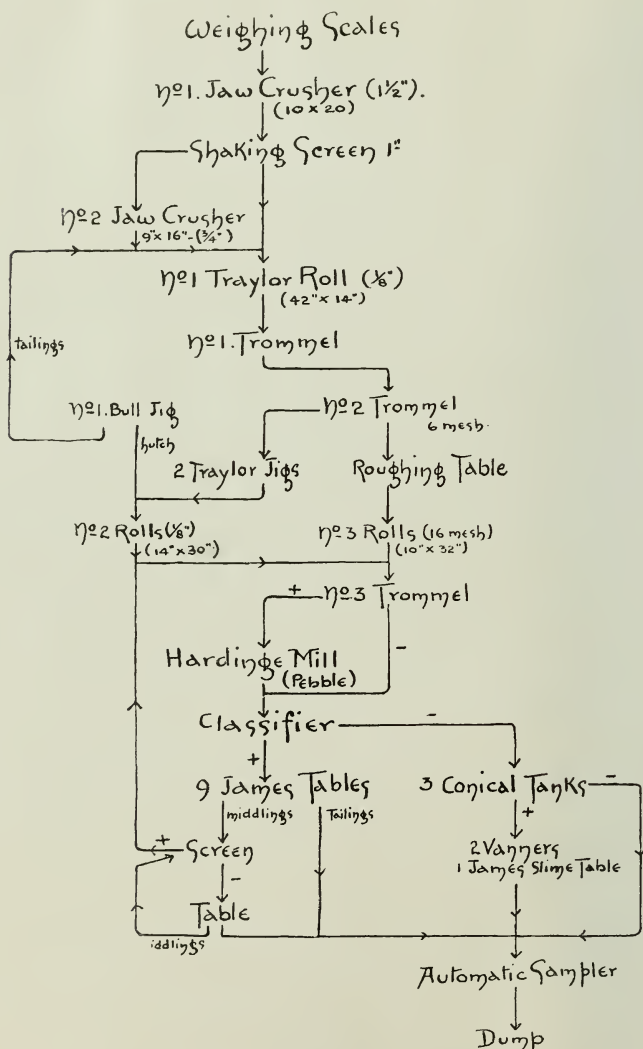 Weighing Scales
No1. Jaw Crusher (1½").
(10 x 20)
Shaking Screen 1"
No2 Jaw Crusher
9" x 16" - (¾")
No1 Traylor Roll (⅛")
(42" x 14")
tailings
No1. Trommel
No1. Bull Jig
No2 Trommel
6 mesh.
hutch
2 Traylor Jigs
Roughing Table
No2 Rolls (⅛")
(14" x 30")
No3 Rolls (16 mesh)
(10" x 32")
+
No.3 Trommel
-
Hardinge Mill
(Pebble)
Classifier
-
+
9 James Tables
3 Conical Tanks
-
middlings
Tailings
+
+
Screen
2 Vanners
1 James Slime Table
-
Table
iddlings
Automatic Sampler
Dump